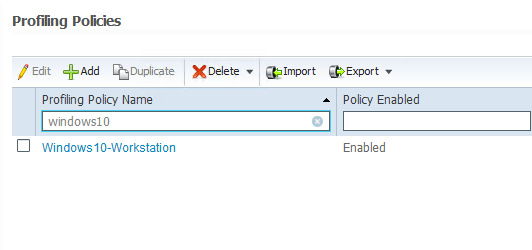 Profiling Policies
Edit Add Duplicate Delete Import Export
Profiling Policy Name Policy Enabled
windows10
Windows10-Workstation Enabled